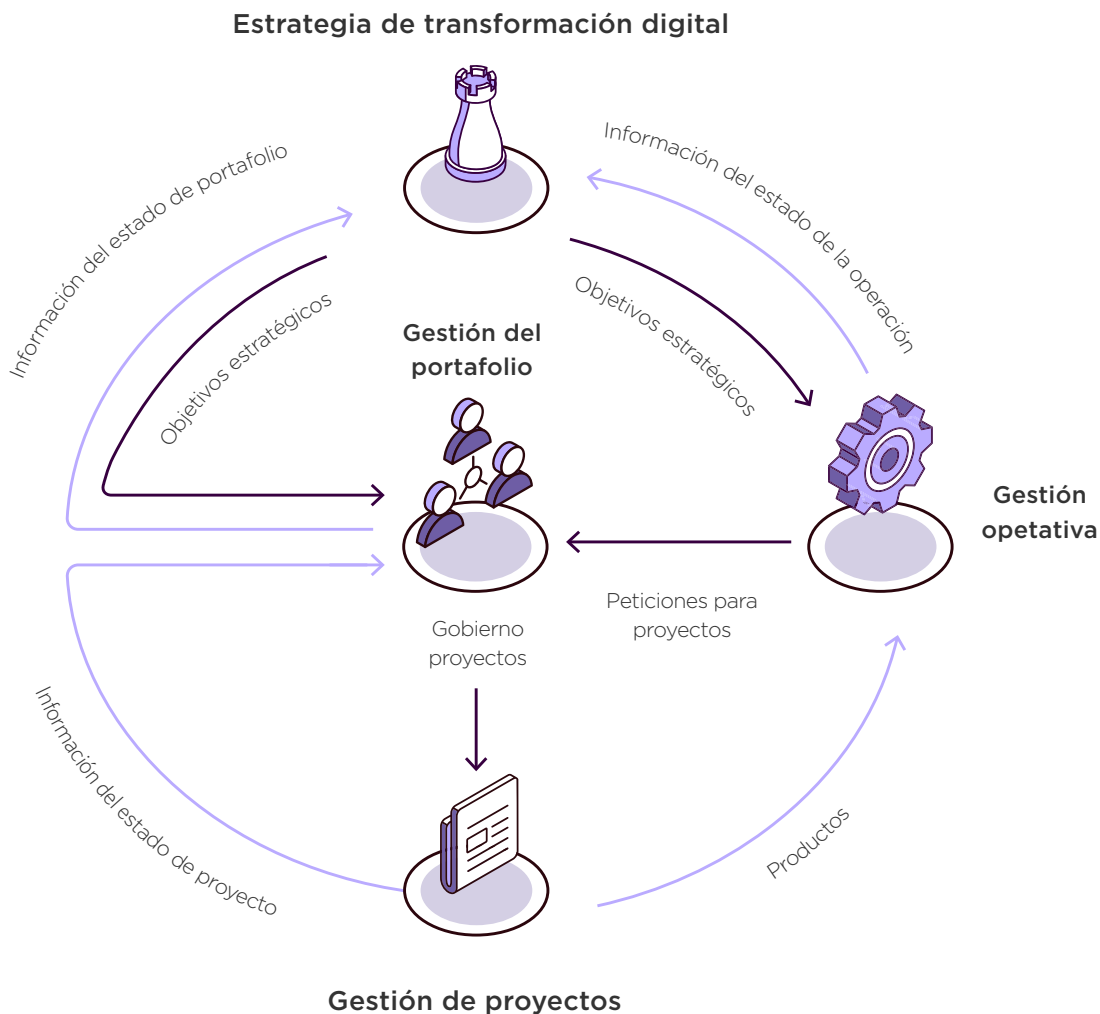 Estrategia de transformación digital
Información del estado de portafolio
Objetivos estratégicos
Información del estado de la operación
Objetivos estratégicos
Gestión del
portafolio
Gestión
opetativa
Peticiones para
proyectos
Gobierno
proyectos
Información del estado de proyecto
Productos
Gestión de proyectos